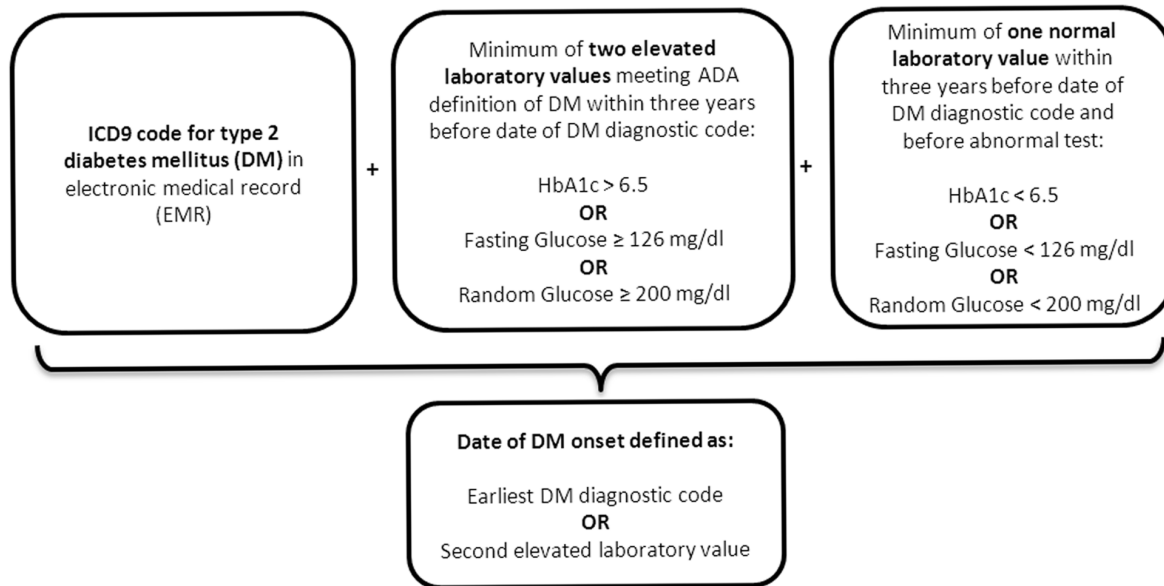 ICD9 code for type 2
diabetes mellitus (DM) in
electronic medical record
(EMR)
+
Minimum of two elevated
laboratory values meeting ADA
definition of DM within three years
before date of DM diagnostic code:
HbA1c > 6.5
OR
Fasting Glucose ≥ 126 mg/dl
OR
Random Glucose ≥ 200 mg/dl
+
Minimum of one normal
laboratory value within
three years before date of
DM diagnostic code and
before abnormal test:
HbA1c < 6.5
OR
Fasting Glucose < 126 mg/dl
OR
Random Glucose < 200 mg/dl
Date of DM onset defined as:
Earliest DM diagnostic code
OR
Second elevated laboratory value